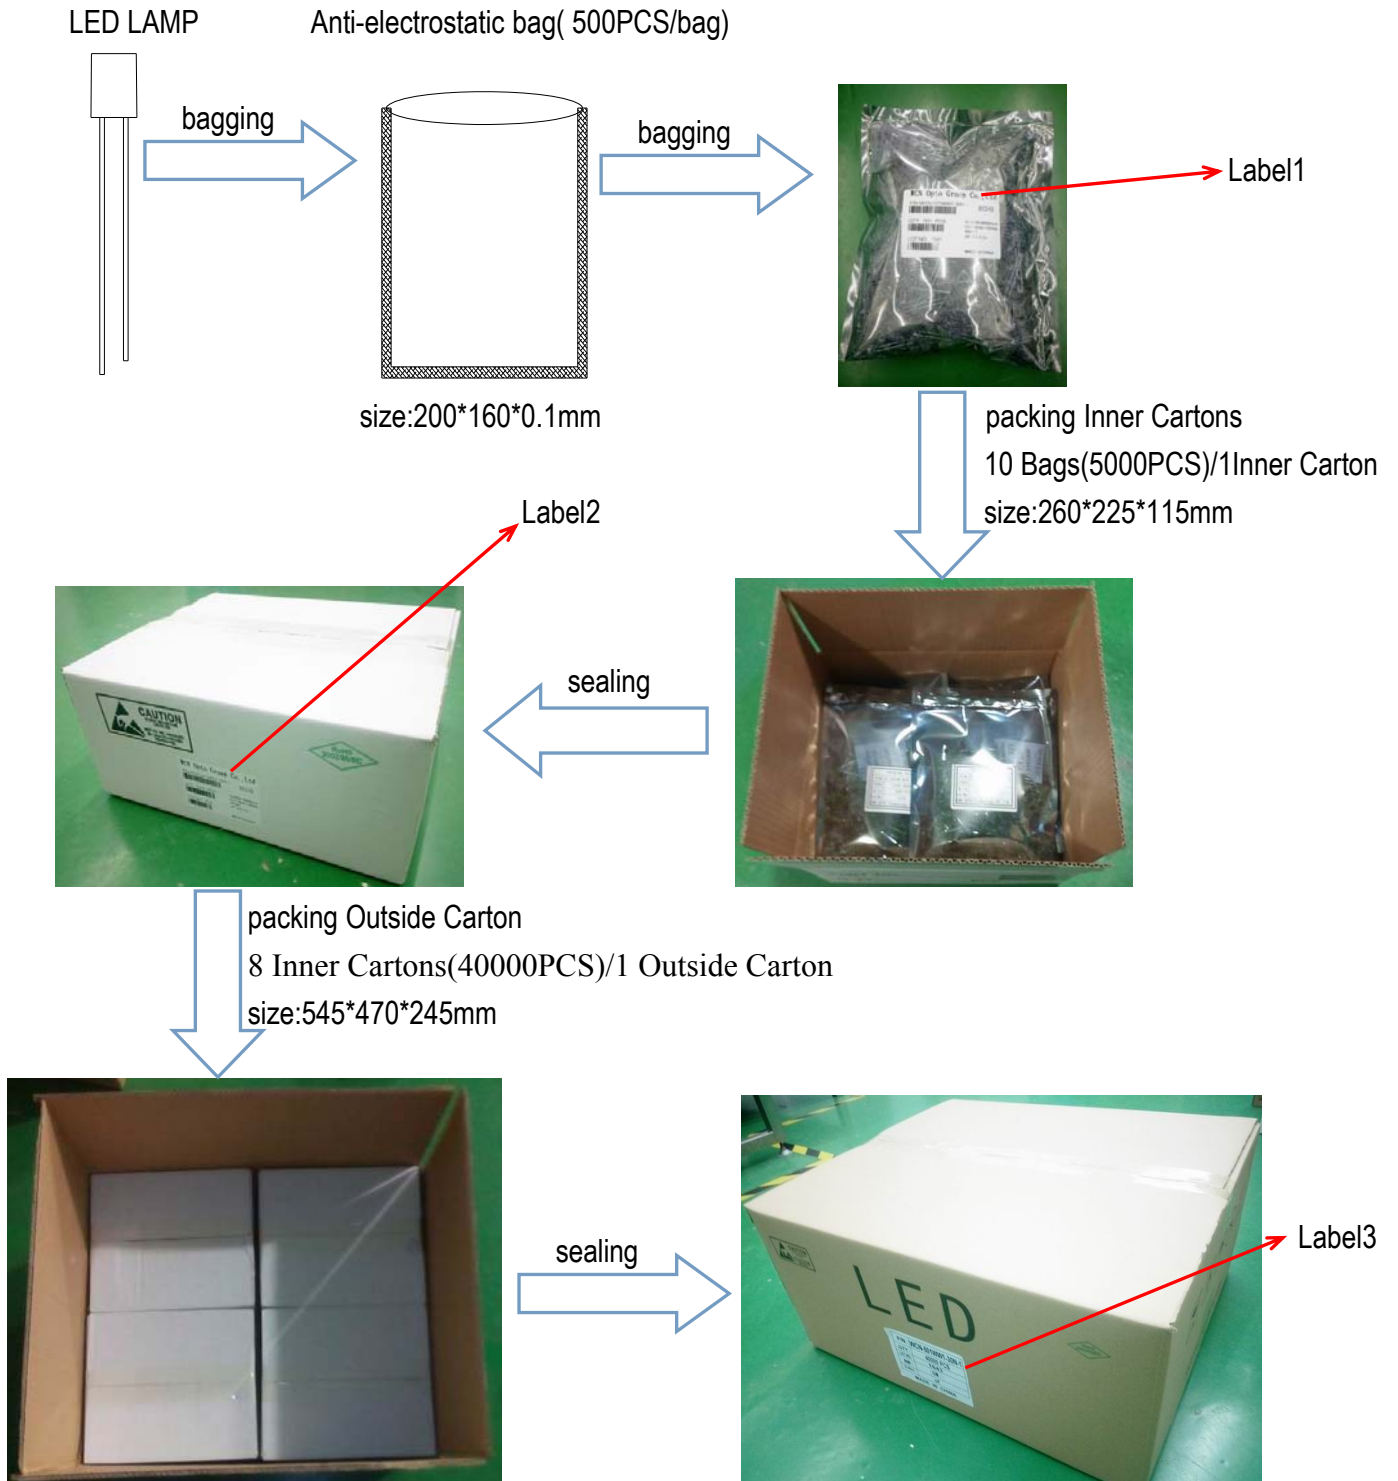 LED LAMP
Anti-electrostatic bag( 500PCS/bag)
bagging
bagging
Label1
size:200*160*0.1mm
packing Inner Cartons
10 Bags(5000PCS)/1Inner Carton
size:260*225*115mm
Label2
sealing
CAUTION
packing Outside Carton
8 Inner Cartons(40000PCS)/1 Outside Carton
size:545*470*245mm
sealing
Label3
LED